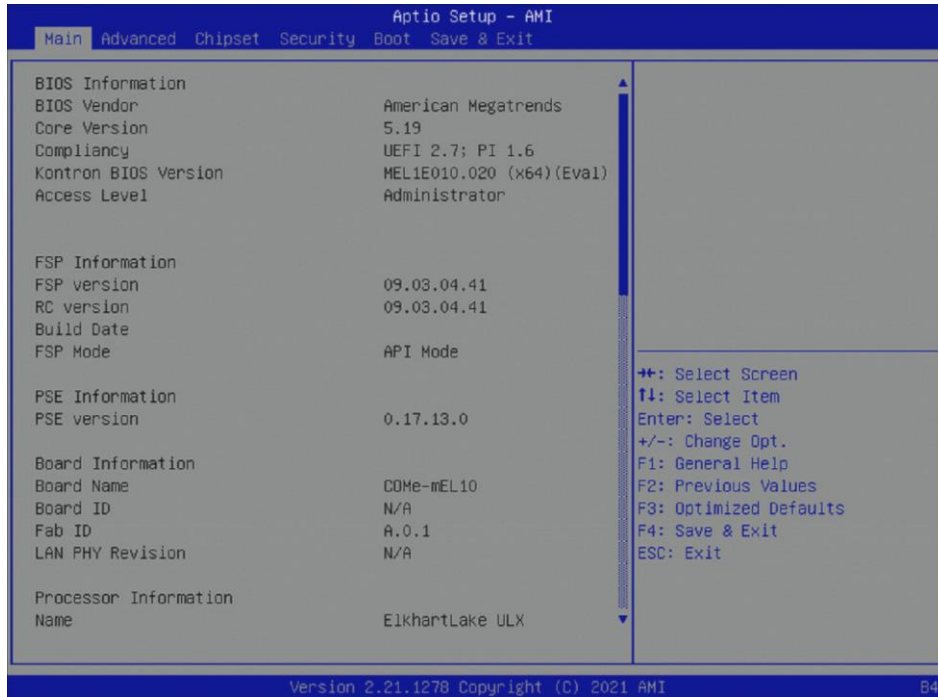 Aptio Setup - AMI
Main Advanced Chipset Security Boot Save & Exit
BIOS Information
BIOS Vendor American Megatrends
Core Version 5.19
Compliancy UEFI 2.7; PI 1.6
Kontron BIOS Version MEL1E010.020 (x64)(Eval)
Access Level Administrator
FSP Information
FSP version 09.03.04.41
RC version 09.03.04.41
Build Date
FSP Mode API Mode
PSE Information
PSE version 0.17.13.0
Board Information
Board Name COMe-mEL10
Board ID N/A
Fab ID A.0.1
LAN PHY Revision N/A
Processor Information
Name ElkhartLake ULX
→←: Select Screen
↑↓: Select Item
Enter: Select
+/-: Change Opt.
F1: General Help
F2: Previous Values
F3: Optimized Defaults
F4: Save & Exit
ESC: Exit
Version 2.21.1278 Copyright (C) 2021 AMI
B4